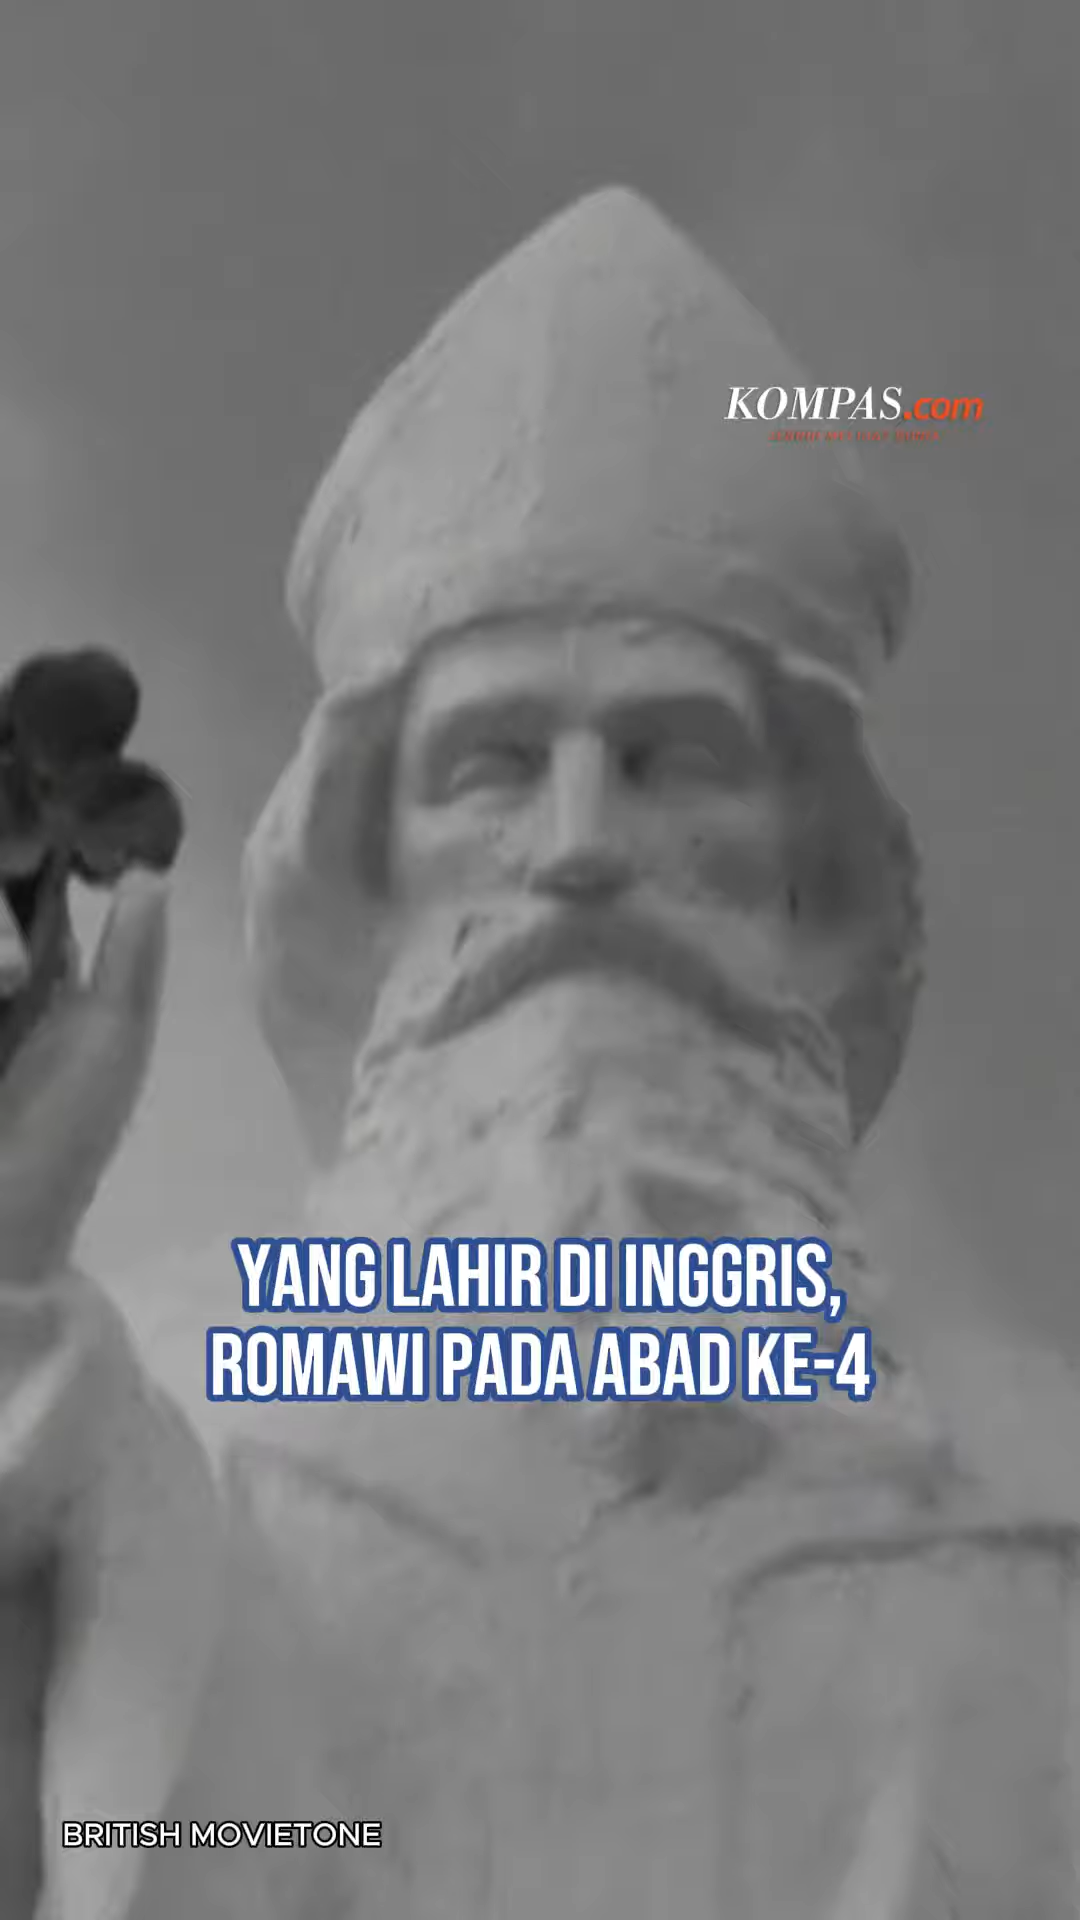 KOMPAS.com
YANG LAHIR DI INGGRIS,
ROMAWI PADA ABAD KE-4
BRITISH MOVIETONE